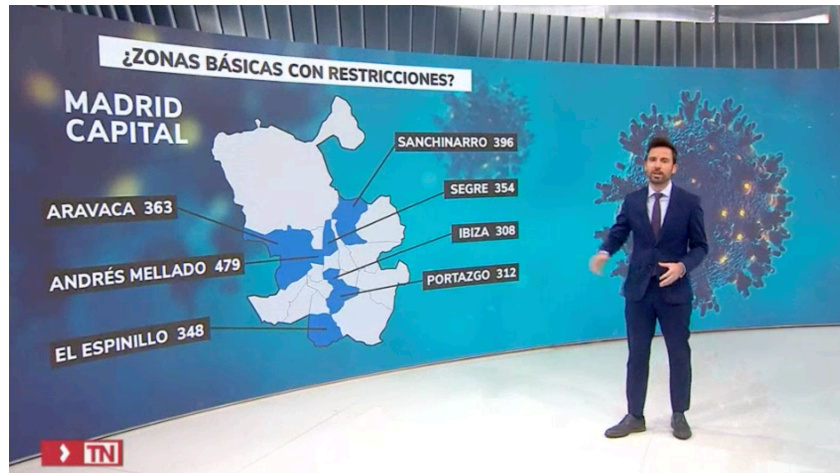 ¿ZONAS BÁSICAS CON RESTRICCIONES?
MADRID
CAPITAL
SANCHINARRO 396
SEGRE 354
IBIZA 308
PORTAZGO 312
ARAVACA 363
ANDRÉS MELLADO 479
EL ESPINILLO 348
TN